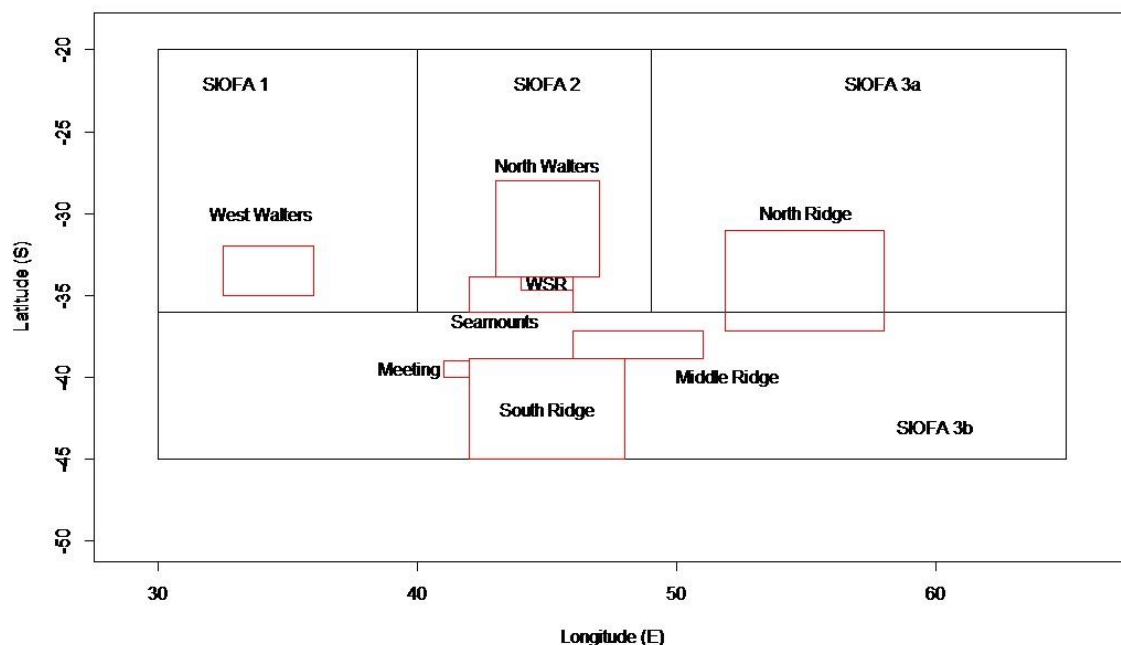 SIOFA 1
SIOFA 2
SIOFA 3a
North Walters
West Walters
North Ridge
WSR
Seamounts
Meeting
Middle Ridge
South Ridge
SIOFA 3b
Latitude (S)
-20
-25
-30
-35
-40
-45
-50
30
40
50
60
Longitude (E)